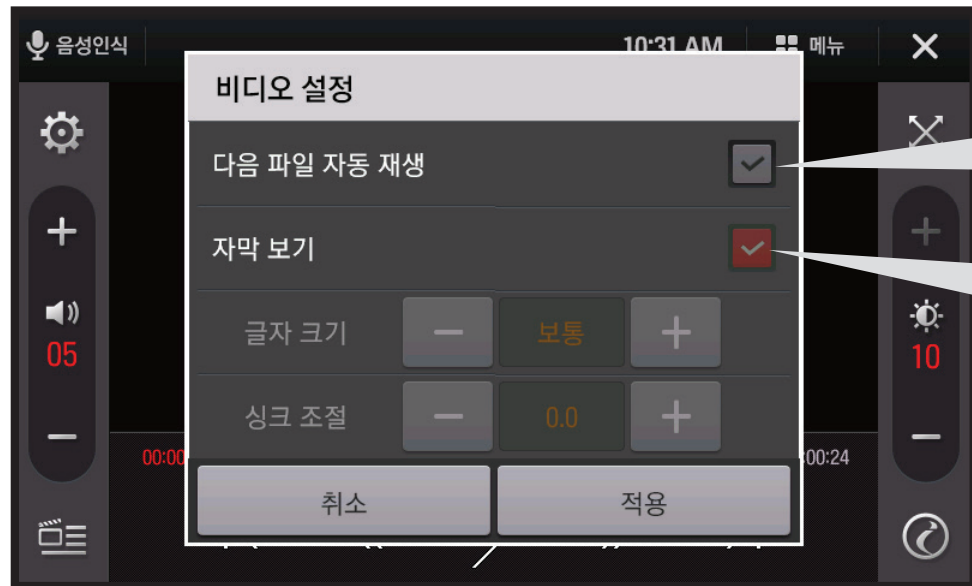 음성인식
10:31 AM
메뉴
비디오 설정
다음 파일 자동 재생
자막 보기
글자 크기
보통
싱크 조절
0.0
05
10
00:00
:00:24
취소
적용